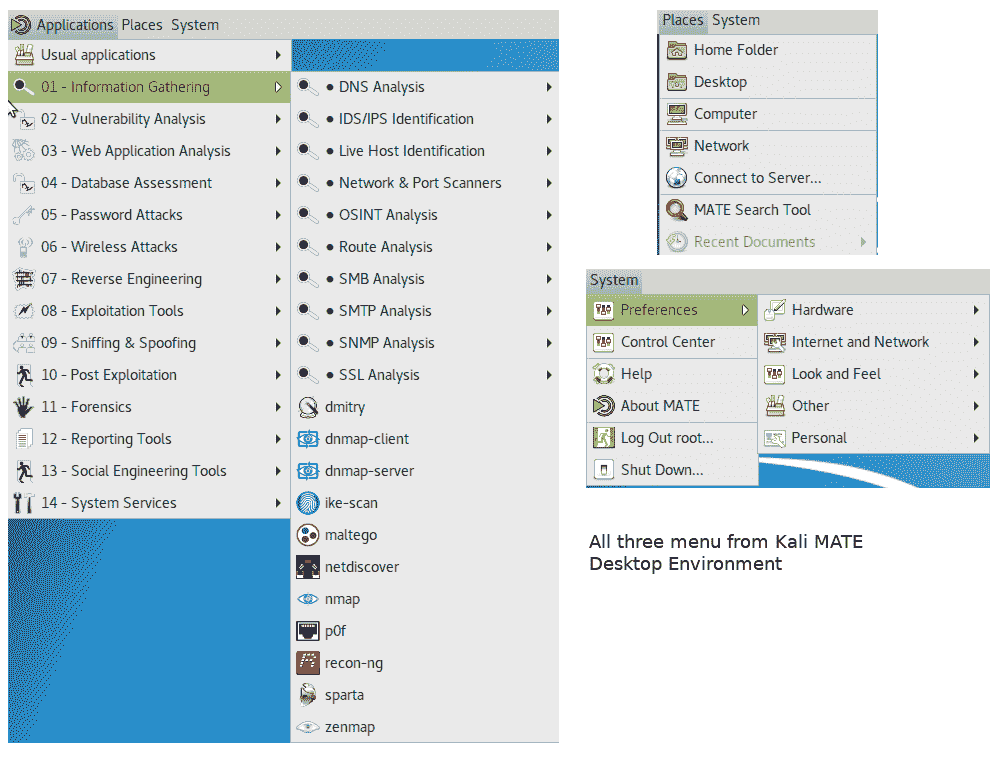 Applications Places System
Usual applications
01 - Information Gathering
02 - Vulnerability Analysis
03 - Web Application Analysis
04 - Database Assessment
05 - Password Attacks
06 - Wireless Attacks
07 - Reverse Engineering
08 - Exploitation Tools
09 - Sniffing & Spoofing
10 - Post Exploitation
11 - Forensics
12 - Reporting Tools
13 - Social Engineering Tools
14 - System Services
• DNS Analysis
• IDS/IPS Identification
• Live Host Identification
• Network & Port Scanners
• OSINT Analysis
• Route Analysis
• SMB Analysis
• SMTP Analysis
• SNMP Analysis
• SSL Analysis
dmitry
dnmap-client
dnmap-server
ike-scan
maltego
netdiscover
nmap
p0f
recon-ng
sparta
zenmap
Places System
Home Folder
Desktop
Computer
Network
Connect to Server...
MATE Search Tool
Recent Documents
System
Preferences
Control Center
Help
About MATE
Log Out root...
Shut Down...
Hardware
Internet and Network
Look and Feel
Other
Personal
All three menu from Kali MATE
Desktop Environment